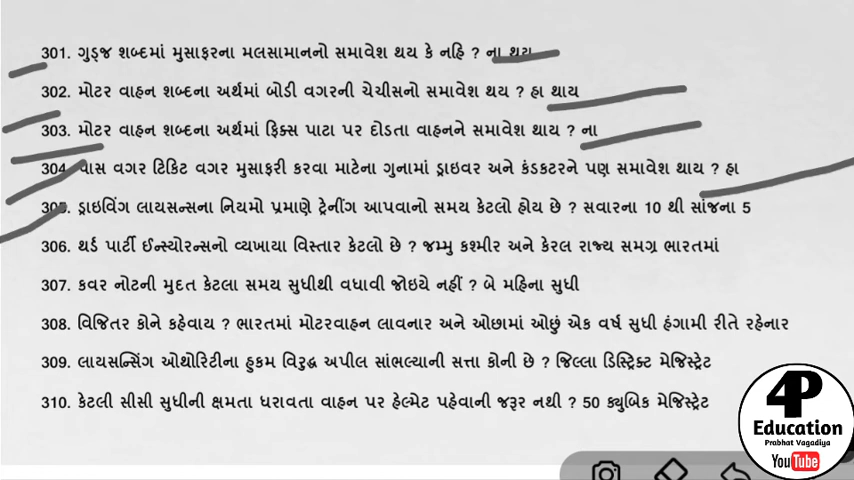 301. ગુડ્જ શબ્દમાં મુસાફરના મલસામાનનો સમાવેશ થય કે નહિ ? ના થય
302. મોટર વાહન શબ્દના અર્થમાં બોડી વગરની ચેચીસનો સમાવેશ થય ? હા થાય
303. મોટર વાહન શબ્દના અર્થમાં ફિક્સ પાટા પર દોડતા વાહનને સમાવેશ થાય ? ના
304. પાસ વગર ટિકિટ વગર મુસાફરી કરવા માટેના ગુનામાં ડ્રાઇવર અને કંડકટરને પણ સમાવેશ થાય ? હા
305. ડ્રાઇવિંગ લાયસન્સના નિયમો પ્રમાણે ટ્રેનીંગ આપવાનો સમય કેટલો હોય છે ? સવારના 10 થી સાંજના 5
306. થર્ડ પાર્ટી ઈન્સ્યોરન્સનો વ્યખાયા વિસ્તાર કેટલો છે ? જમ્મુ કશ્મીર અને કેરલ રાજ્ય સમગ્ર ભારતમાં
307. કવર નોટની મુદત કેટલા સમય સુધીથી વધાવી જોઇયે નહીં ? બે મહિના સુધી
308. વિજિતર કોને કહેવાય ? ભારતમાં મોટરવાહન લાવનાર અને ઓછામાં ઓછું એક વર્ષ સુધી હંગામી રીતે રહેનાર
309. લાયસન્સિંગ ઓથોરિટીના હુકમ વિરુદ્ધ અપીલ સાંભલ્યાની સત્તા કોની છે ? જિલ્લા ડિસ્ટ્રિક્ટ મેજિસ્ટ્રેટ
310. કેટલી સીસી સુધીની ક્ષમતા ધરાવતા વાહન પર હેલ્મેટ પહેવાની જરૂર નથી ? 50 ક્યુબિક મેજિસ્ટ્રેટ
4P
Education
Prabhat Vagadiya
YouTube